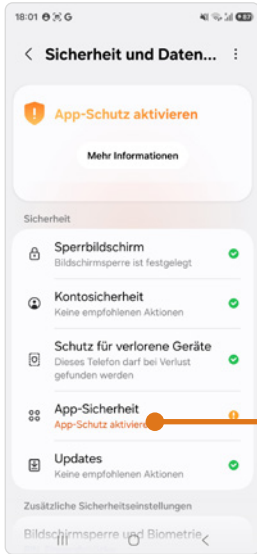 18:01 G
Sicherheit und Daten...
App-Schutz aktivieren
Mehr Informationen
Sicherheit
Sperrbildschirm
Bildschirmsperre ist festgelegt
Kontosicherheit
Keine empfohlenen Aktionen
Schutz für verlorene Geräte
Dieses Telefon darf bei Verlust
gefunden werden
App-Sicherheit
App-Schutz aktiviere
Updates
Keine empfohlenen Aktionen
Zusätzliche Sicherheitseinstellungen
Bildschirmsperre und Biometrie